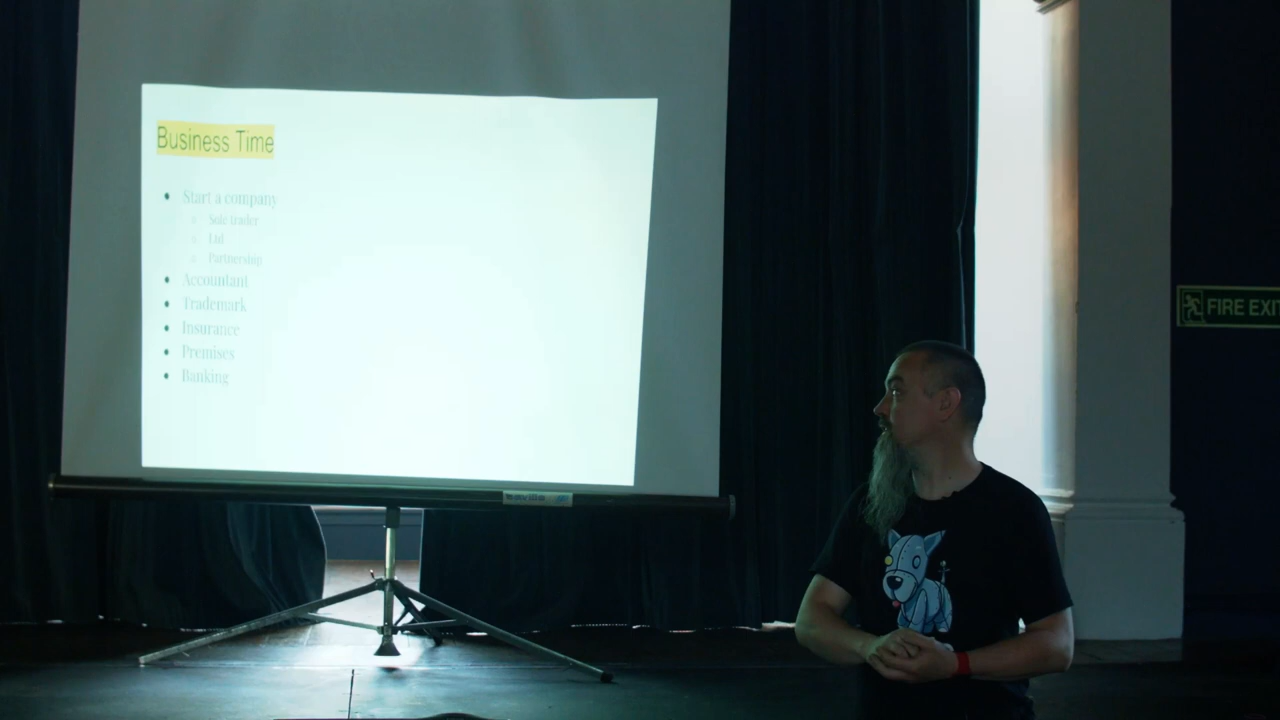 Business Time
Start a company
Sole trader
Ltd
Partnership
Accountant
Trademark
Insurance
Premises
Banking
FIRE EXIT